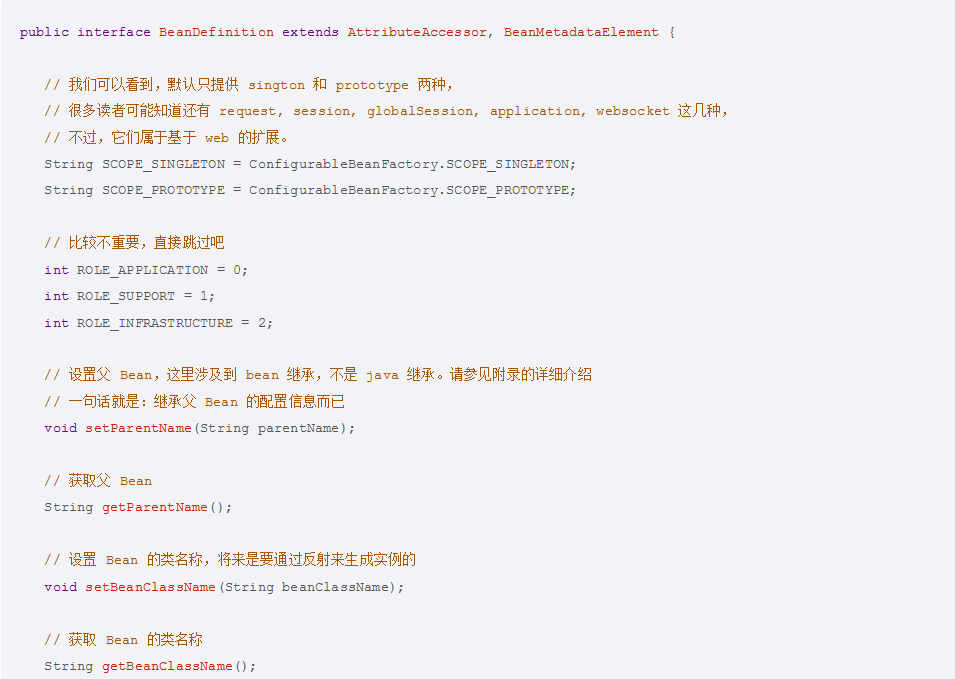 public interface BeanDefinition extends AttributeAccessor, BeanMetadataElement {
// 我们可以看到，默认只提供 sington 和 prototype 两种，
// 很多读者可能知道还有 request, session, globalSession, application, websocket 这几种，
// 不过，它们属于基于 web 的扩展。
String SCOPE_SINGLETON = ConfigurableBeanFactory.SCOPE_SINGLETON;
String SCOPE_PROTOTYPE = ConfigurableBeanFactory.SCOPE_PROTOTYPE;
// 比较不重要，直接跳过吧
int ROLE_APPLICATION = 0;
int ROLE_SUPPORT = 1;
int ROLE_INFRASTRUCTURE = 2;
// 设置父 Bean，这里涉及到 bean 继承，不是 java 继承。请参见附录的详细介绍
// 一句话就是：继承父 Bean 的配置信息而已
void setParentName(String parentName);
// 获取父 Bean
String getParentName();
// 设置 Bean 的类名称，将来是要通过反射来生成实例的
void setBeanClassName(String beanClassName);
// 获取 Bean 的类名称
String getBeanClassName();